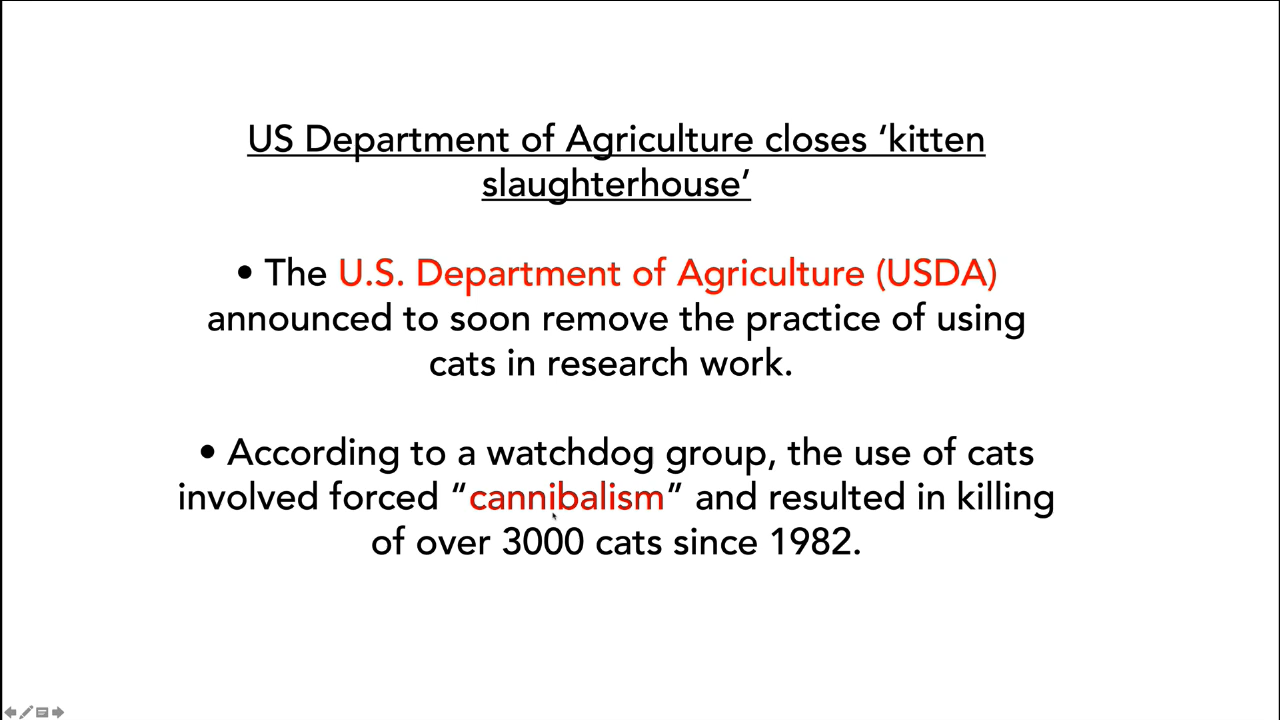 US Department of Agriculture closes ‘kitten
slaughterhouse’
• The U.S. Department of Agriculture (USDA)
announced to soon remove the practice of using
cats in research work.
• According to a watchdog group, the use of cats
involved forced “cannibalism” and resulted in killing
of over 3000 cats since 1982.